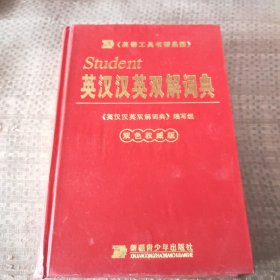 《英语工具书精品图》
Student
英汉汉英双解词典
《英汉汉英双解词典》编写组
双色权威版
新疆青少年出版社